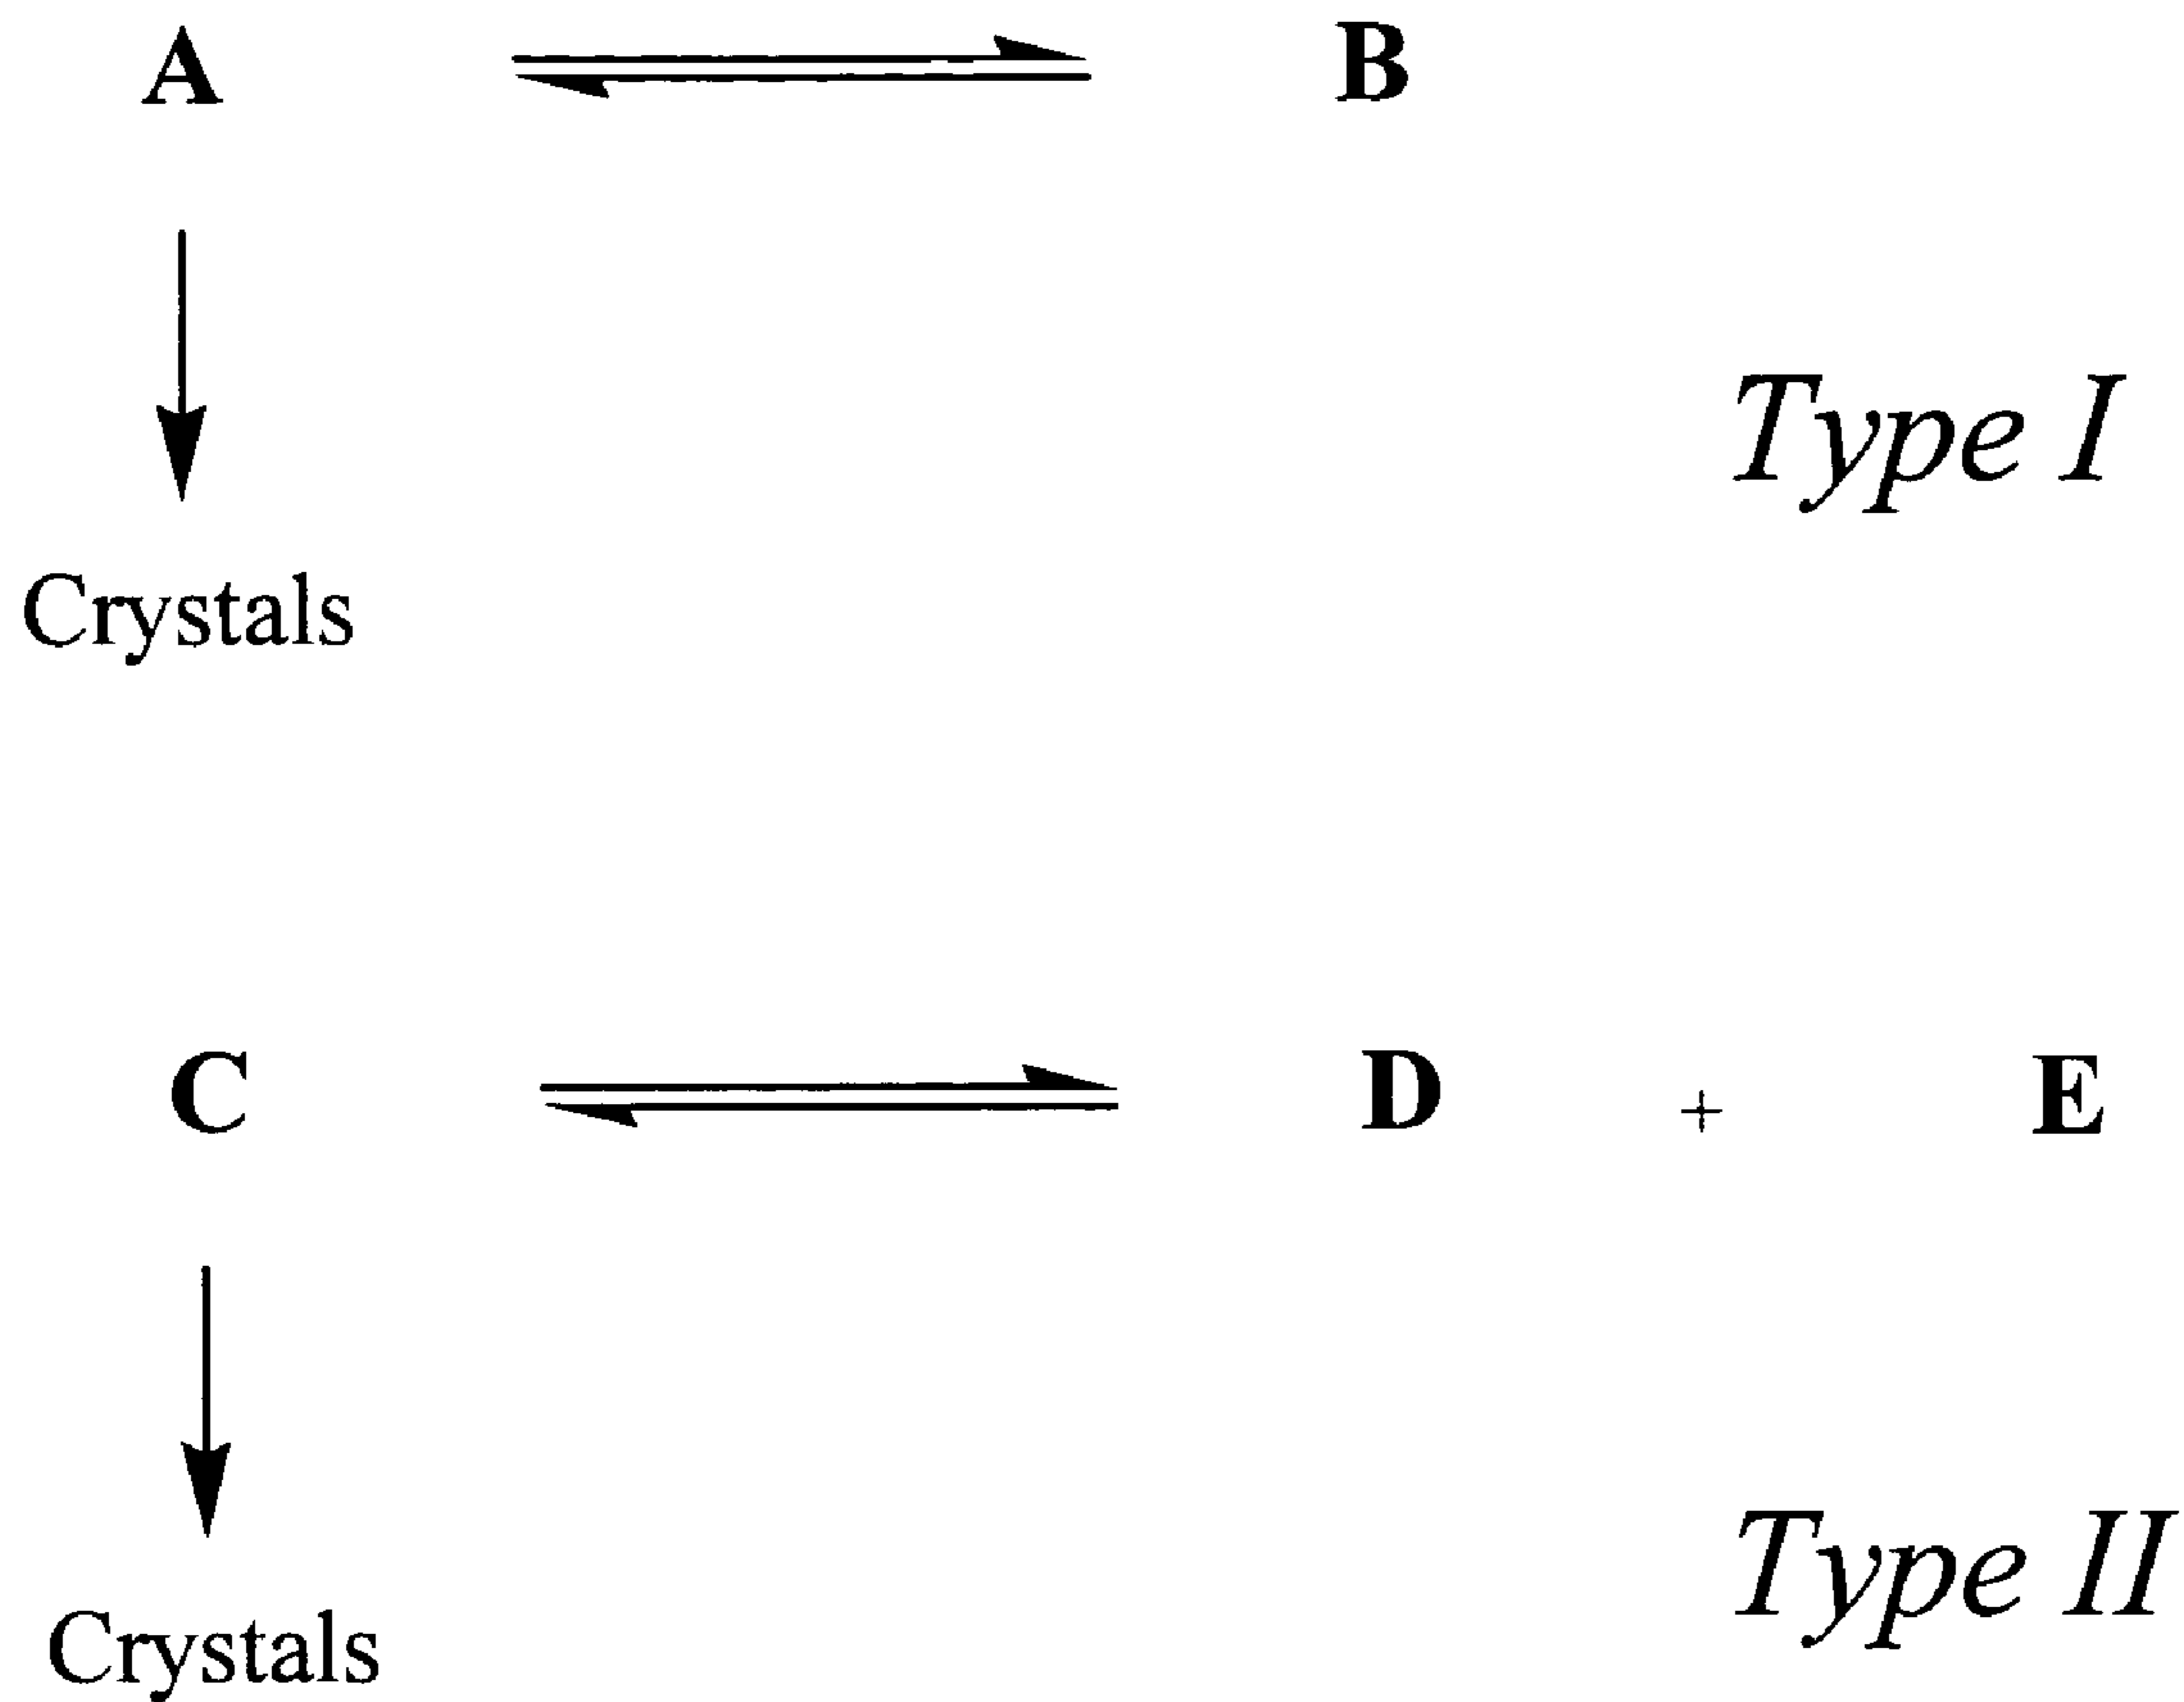 A ⇌ B
Type I
Crystals
C ⇌ D + E
Type II
Crystals